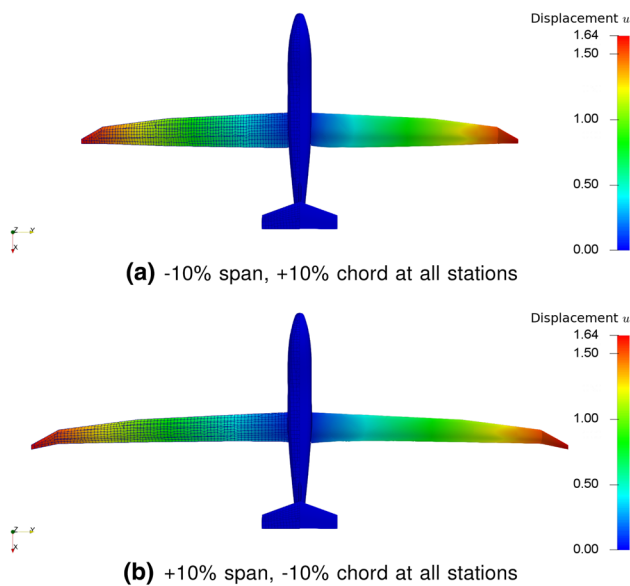 Displacement u
1.64
1.50
1.00
0.50
0.00
Z Y
X
(a) -10% span, +10% chord at all stations
Displacement u
1.64
1.50
1.00
0.50
0.00
Z Y
X
(b) +10% span, -10% chord at all stations